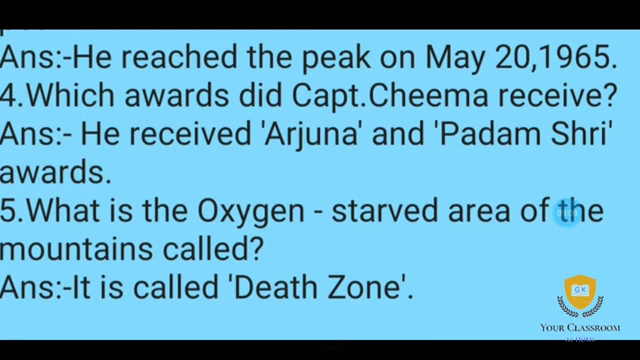 Ans:-He reached the peak on May 20,1965.
4.Which awards did Capt.Cheema receive?
Ans:- He received 'Arjuna' and 'Padam Shri'
awards.
5.What is the Oxygen - starved area of the
mountains called?
Ans:-It is called 'Death Zone'.
GK
YOUR CLASSROOM